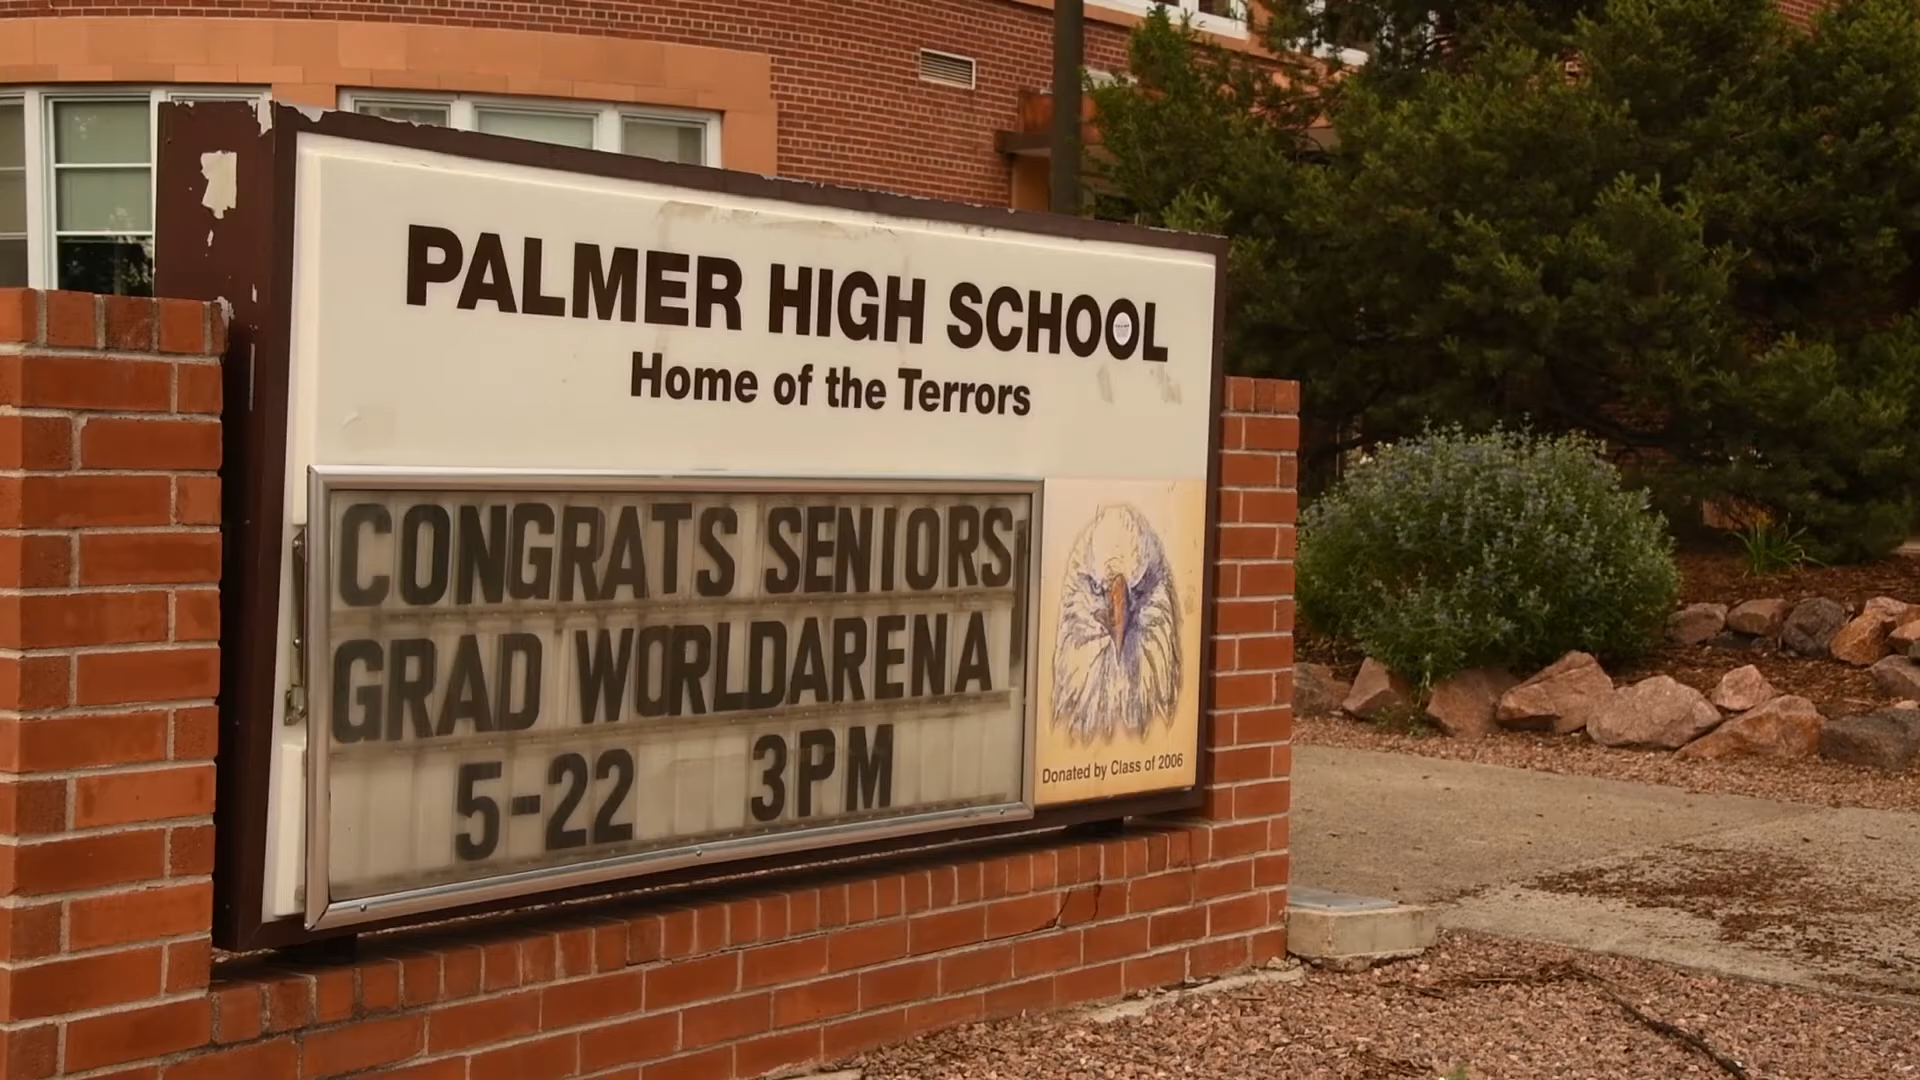 PALMER HIGH SCHOOL
Home of the Terrors
CONGRATS SENIORS
GRAD WORLDARENA
5-22 3PM
Donated by Class of 2006